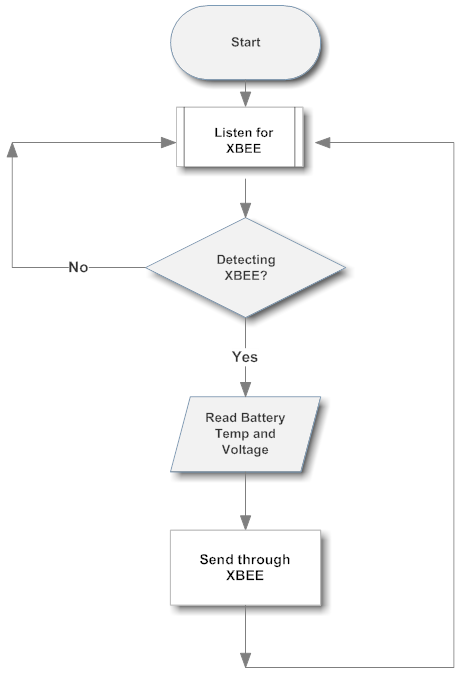 Start
Listen for
XBEE
Detecting
XBEE?
No
Yes
Read Battery
Temp and
Voltage
Send through
XBEE